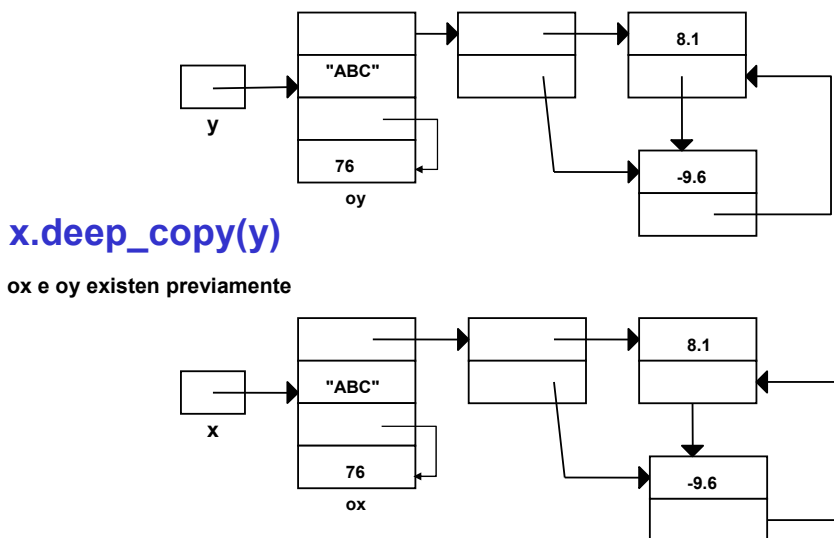 8.1
"ABC"
y
76
-9.6
oy
x.deep_copy(y)
ox e oy existen previamente
8.1
"ABC"
x
76
-9.6
ox